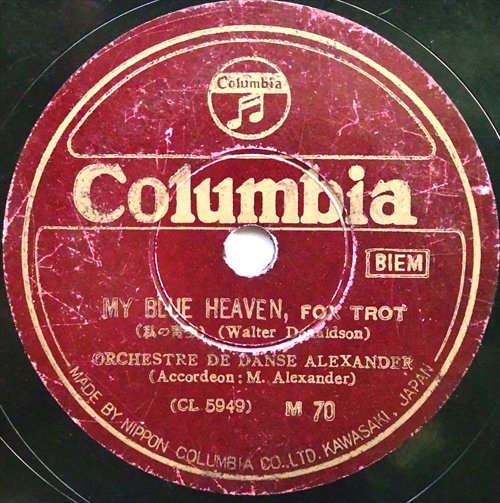 Columbia
Columbia
BIEM
MY BLUE HEAVEN, FOX TROT
(私の青空) (Walter Donaldson)
ORCHESTRE DE DANSE ALEXANDER
(Accordeon: M. Alexander)
(CL 5949) M 70
MADE BY NIPPON COLUMBIA CO., LTD. KAWASAKI, JAPAN